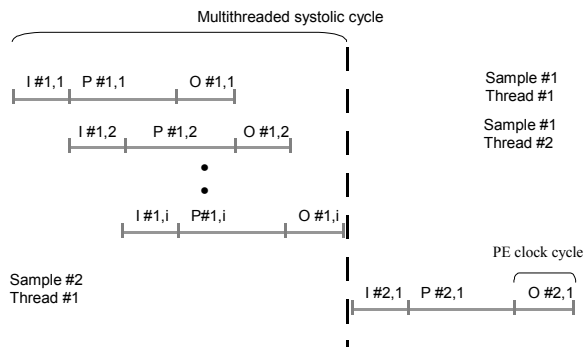 Multithreaded systolic cycle
I #1,1 P #1,1 O #1,1
Sample #1
Thread #1
I #1,2 P #1,2 O #1,2
Sample #1
Thread #2
I #1,i P#1,i O #1,i
PE clock cycle
Sample #2
Thread #1
I #2,1 P #2,1 O #2,1